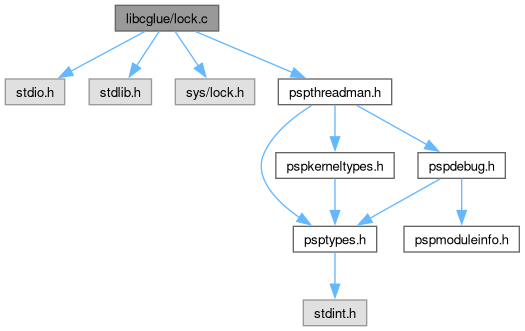 libcglue/lock.c
stdio.h
stdlib.h
sys/lock.h
pspthreadman.h
pspkerneltypes.h
pspdebug.h
psptypes.h
pspmoduleinfo.h
stdint.h